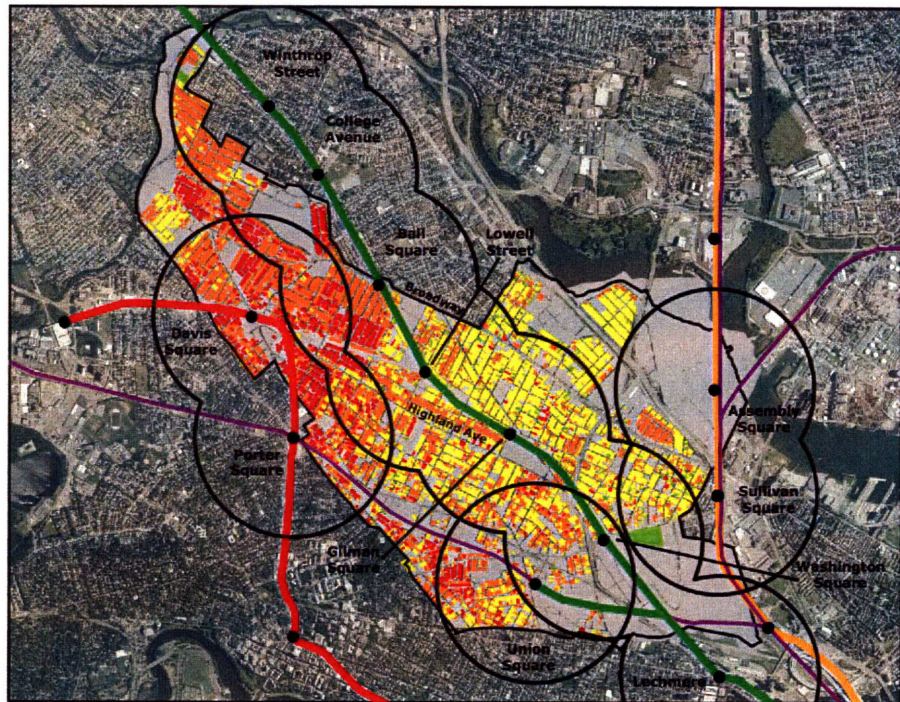 Winthrop
Street
College
Avenue
Ball
Square
Lowell
Street
Broadway
Davis
Square
Highland Ave
Assembly
Square
Porter
Square
Sullivan
Square
Gilman
Square
Washington
Square
Union
Square
Lechmere